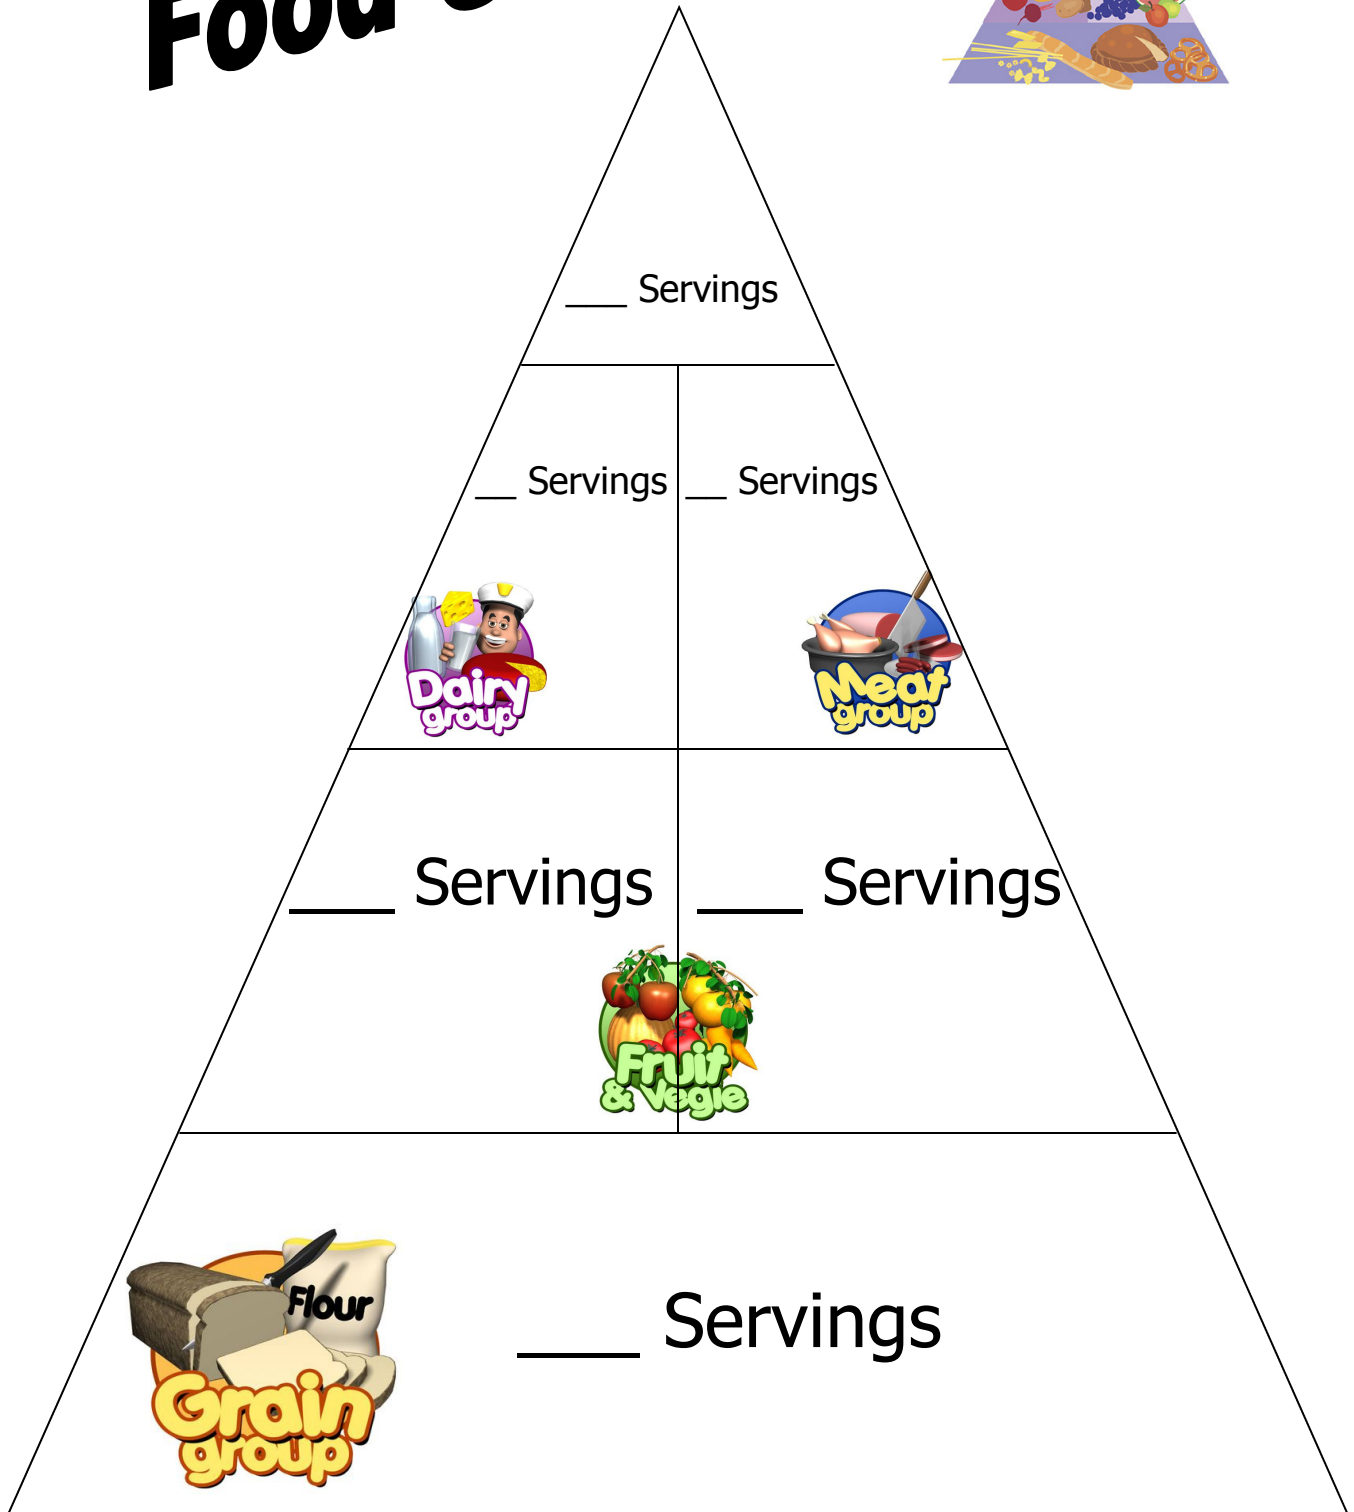 Food
___ Servings
__ Servings
__ Servings
Dairy
group
Meat
group
___ Servings
___ Servings
Fruit
& Vegie
Flour
Grain
group
___ Servings